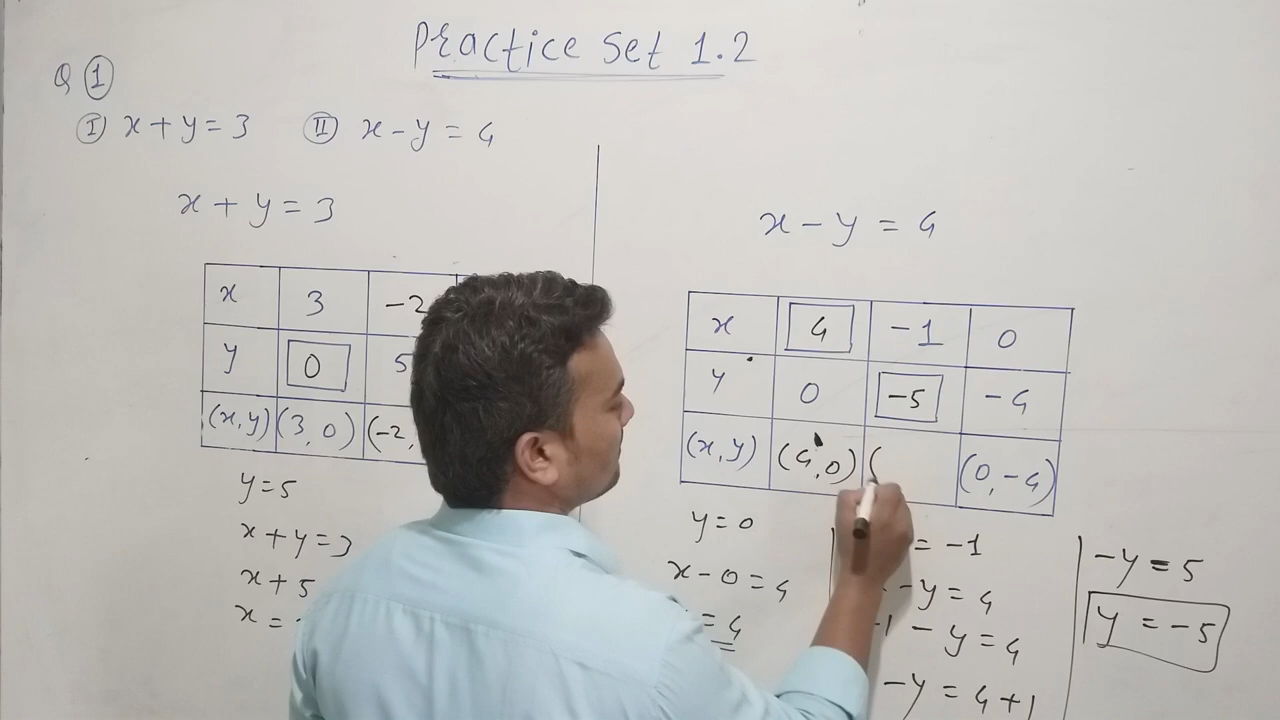 Practice Set 1.2
Q ①
Ⓘ x + y = 3 Ⓘ Ⓘ x - y = 4
x + y = 3
x 3 -2
y 0 5
(x, y) (3, 0) (-2,
y = 5
x + y = 3
x + 5
x =
x - y = 4
x 4 -1 0
y 0 -5 -4
(x, y) (4, 0) ( (0, -4)
y = 0
x - 0 = 4
= 4
= -1
- y = 4
-1 - y = 4
-y = 4 + 1
-y = 5
y = -5